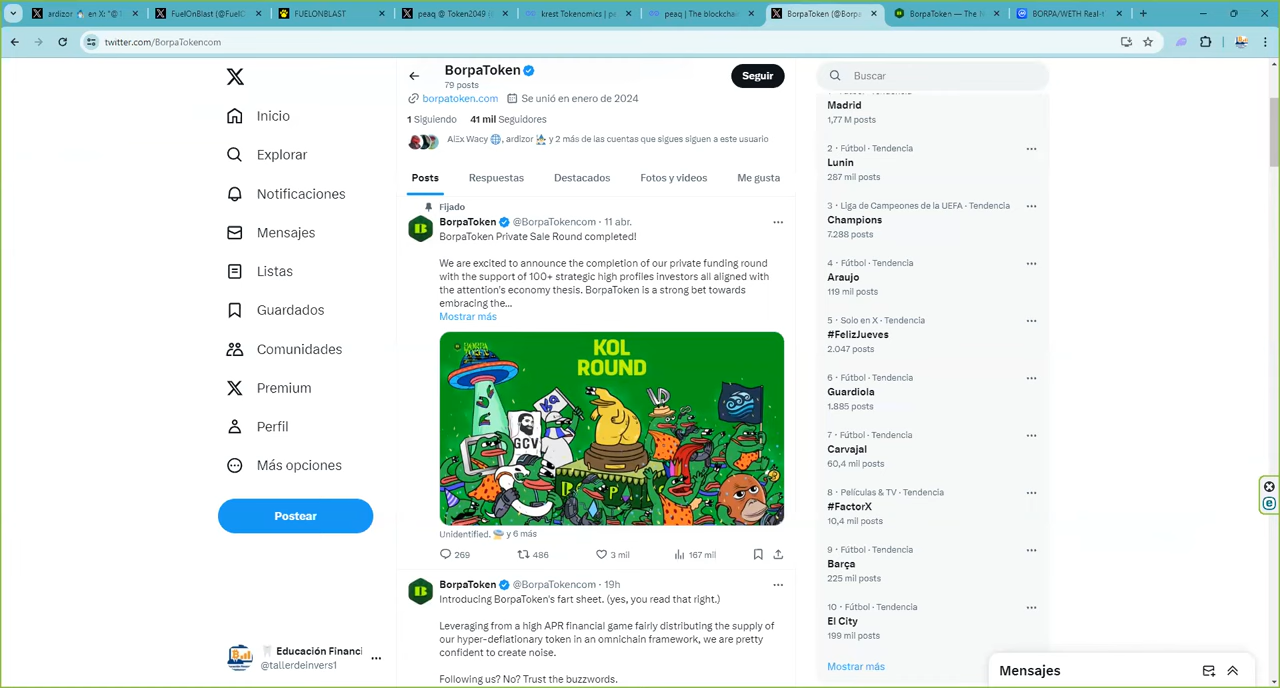 ardizor en X: "@1
FuelOnBlast (@FuelO
FUELONBLAST
peaq @ Token2049 (
krest Tokenomics | pe
peaq | The blockchain
BorpaToken (@Borpa
BorpaToken — The h
BORPA/WETH Real-t
twitter.com/BorpaTokencom
Inicio
Explorar
Notificaciones
Mensajes
Listas
Guardados
Comunidades
Premium
Perfil
Más opciones
Postear
Educación Financi
@tallerdeinvers1
BorpaToken
79 posts
Seguir
borpatoken.com Se unió en enero de 2024
1 Siguiendo 41 mil Seguidores
AiΞx Wacy , ardizor y 2 más de las cuentas que sigues siguen a este usuario
Posts Respuestas Destacados Fotos y videos Me gusta
Fijado
BorpaToken @BorpaTokencom · 11 abr.
BorpaToken Private Sale Round completed!
We are excited to announce the completion of our private funding round
with the support of 100+ strategic high profiles investors all aligned with
the attention's economy thesis. BorpaToken is a strong bet towards
embracing the...
Mostrar más
KOL
ROUND
GCV
Unidentified. y 6 más
269 486 3 mil 167 mil
BorpaToken @BorpaTokencom · 19h
Introducing BorpaToken's fart sheet. (yes, you read that right.)
Leveraging from a high APR financial game fairly distributing the supply of
our hyper-deflationary token in an omnichain framework, we are pretty
confident to create noise.
Following us? No? Trust the buzzwords.
Buscar
Madrid
1,77 M posts
2 · Fútbol · Tendencia
Lunin
287 mil posts
3 · Liga de Campeones de la UEFA · Tendencia
Champions
7.288 posts
4 · Fútbol · Tendencia
Araujo
119 mil posts
5 · Solo en X · Tendencia
#FelizJueves
2.047 posts
6 · Fútbol · Tendencia
Guardiola
1.885 posts
7 · Fútbol · Tendencia
Carvajal
60,4 mil posts
8 · Películas & TV · Tendencia
#FactorX
10,4 mil posts
9 · Fútbol · Tendencia
Barça
225 mil posts
10 · Fútbol · Tendencia
El City
199 mil posts
Mostrar más
Mensajes